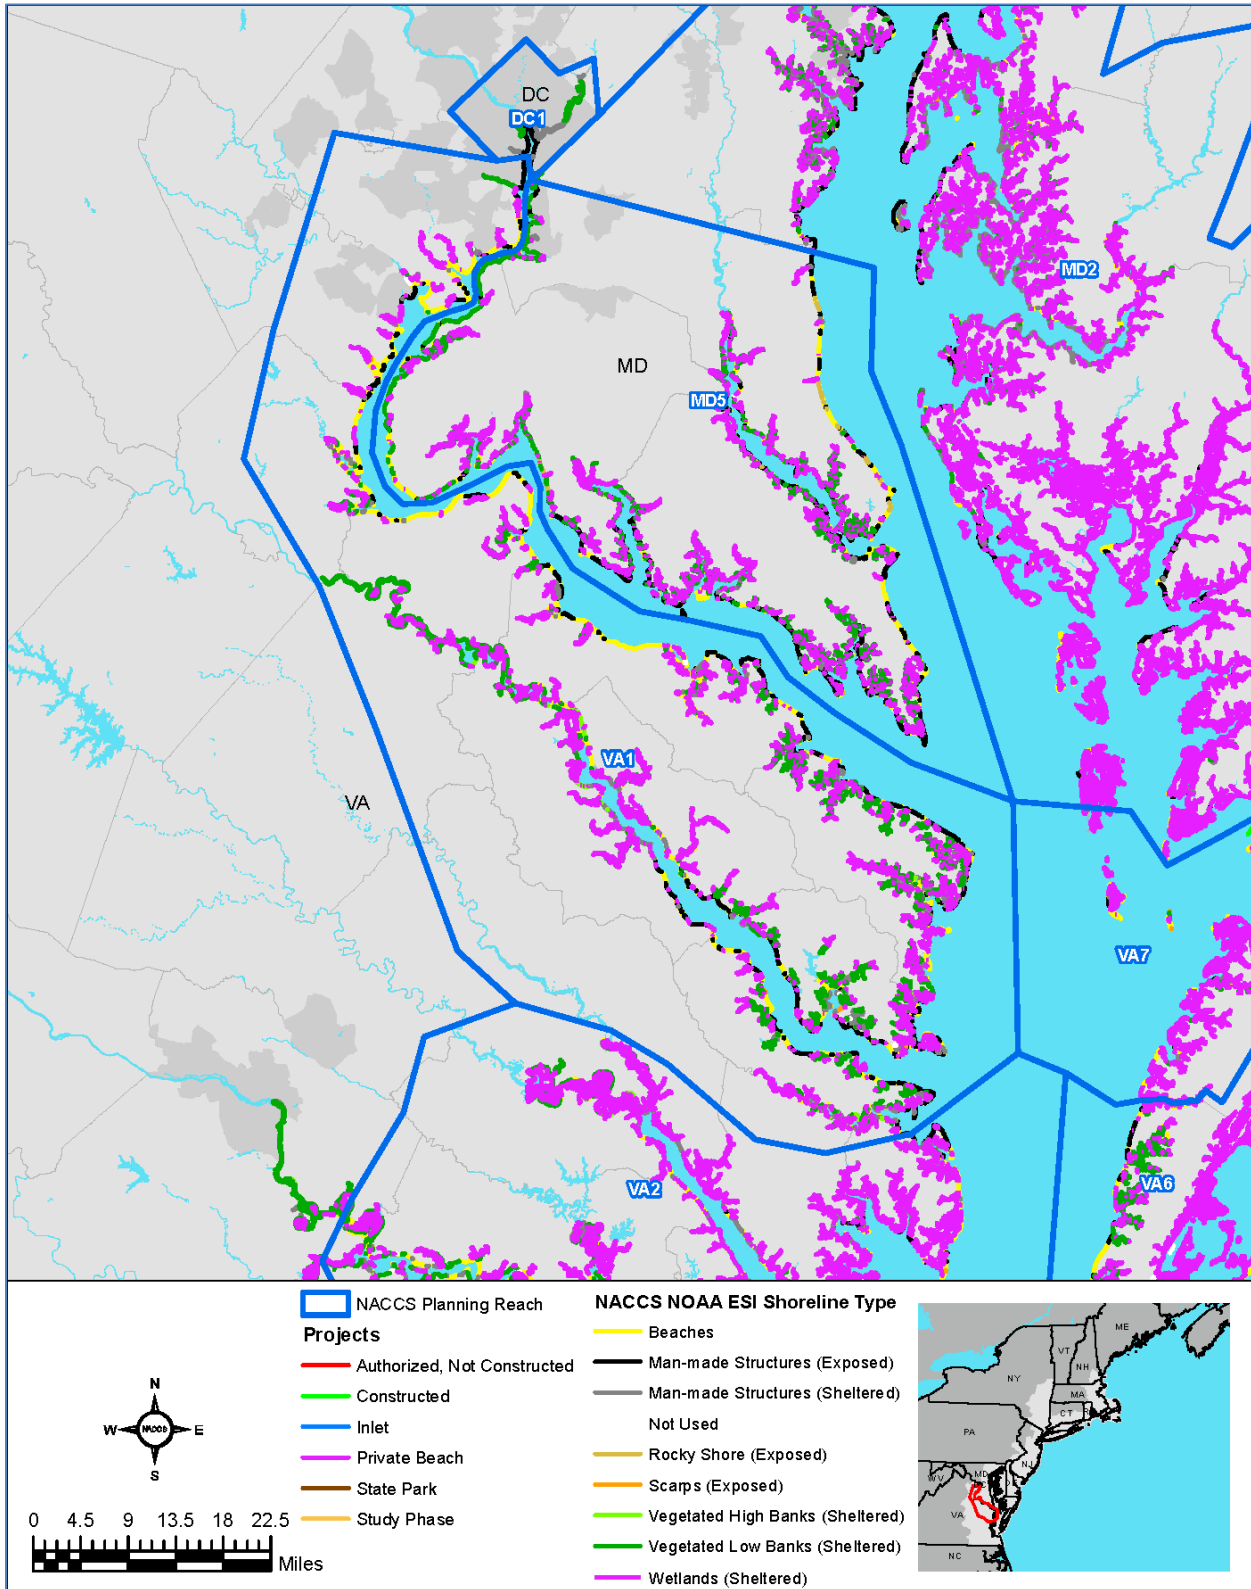 DC
DC1
MD2
MD
MD5
VA1
VA
VA7
VA2
VA6
NACCS Planning Reach
Projects
Authorized, Not Constructed
Constructed
Inlet
Private Beach
State Park
Study Phase
NACCS NOAA ESI Shoreline Type
Beaches
Man-made Structures (Exposed)
Man-made Structures (Sheltered)
Not Used
Rocky Shore (Exposed)
Scarps (Exposed)
Vegetated High Banks (Sheltered)
Vegetated Low Banks (Sheltered)
Wetlands (Sheltered)
N
W NACCS E
S
0 4.5 9 13.5 18 22.5
Miles
ME
VT
NH
NY
MA
CT
PA
NJ
MD
WV
VA
NC